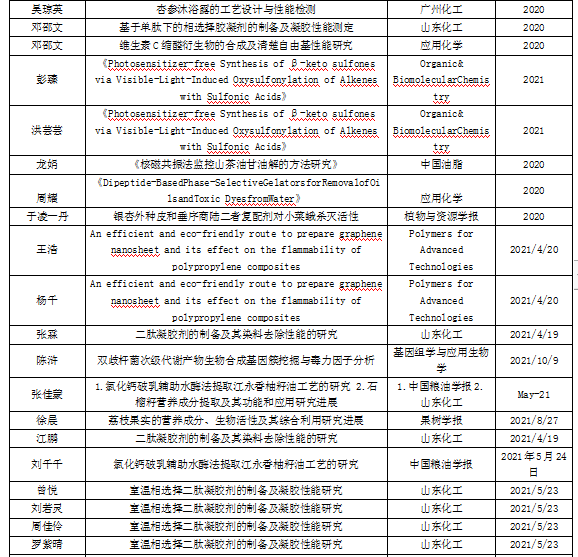 吴琼英 杏参沐浴露的工艺设计与性能检测 广州化工 2020
邓邵文 基于单肽下的相选择胶凝剂的制备及凝胶性能测定 山东化工 2020
邓邵文 维生素C缩醛衍生物的合成及清楚自由基性能研究 应用化学 2020
彭臻 《Photosensitizer-free Synthesis of β-keto sulfones via Visible-Light-Induced Oxysulfonylation of Alkenes with Sulfonic Acids》 Organic& BiomolecularChemistry 2021
洪芸芸 《Photosensitizer-free Synthesis of β-keto sulfones via Visible-Light-Induced Oxysulfonylation of Alkenes with Sulfonic Acids》 Organic& BiomolecularChemistry 2021
龙娟 《核磁共振法监控山茶油甘油解的方法研究》 中国油脂 2020
周耀 《Dipeptide-BasedPhase-SelectiveGelatorsforRemovalofOilsandToxic DyesfromWater》 应用化学 2020
于凌一丹 银杏外种皮和垂序商陆二者复配剂对小菜蛾杀灭活性 植物与资源学报 2020
王浩 An efficient and eco-friendly route to prepare graphene nanosheet and its effect on the flammability of polypropylene composites Polymers for Advanced Technologies 2021/4/20
杨千 An efficient and eco-friendly route to prepare graphene nanosheet and its effect on the flammability of polypropylene composites Polymers for Advanced Technologies 2021/4/20
张霖 二肽凝胶剂的制备及其染料去除性能的研究 山东化工 2021/4/19
陈浒 双歧杆菌次级代谢产物生物合成基因簇挖掘与毒力因子分析 基因组学与应用生物学 2021/10/9
张佳蒙 1.氯化钙破乳辅助水酶法提取江永香柚籽油工艺的研究 2.石榴籽营养成分提取及其功能和应用研究进展 1.中国粮油学报2.山东化工 May-21
徐晨 荔枝果实的营养成分、生物活性及其综合利用研究进展 果树学报 2021/8/27
江鹏 二肽凝胶剂的制备及其染料去除性能的研究 山东化工 2021/4/19
刘千千 氯化钙破乳辅助水酶法提取江永香柚籽油工艺的研究 中国粮油学报 2021年5月24日
曾悦 室温相选择二肽凝胶剂的制备及凝胶性能研究 山东化工 2021/5/23
刘若灵 室温相选择二肽凝胶剂的制备及凝胶性能研究 山东化工 2021/5/23
周佳伶 室温相选择二肽凝胶剂的制备及凝胶性能研究 山东化工 2021/5/23
罗紫晴 室温相选择二肽凝胶剂的制备及凝胶性能研究 山东化工 2021/5/23